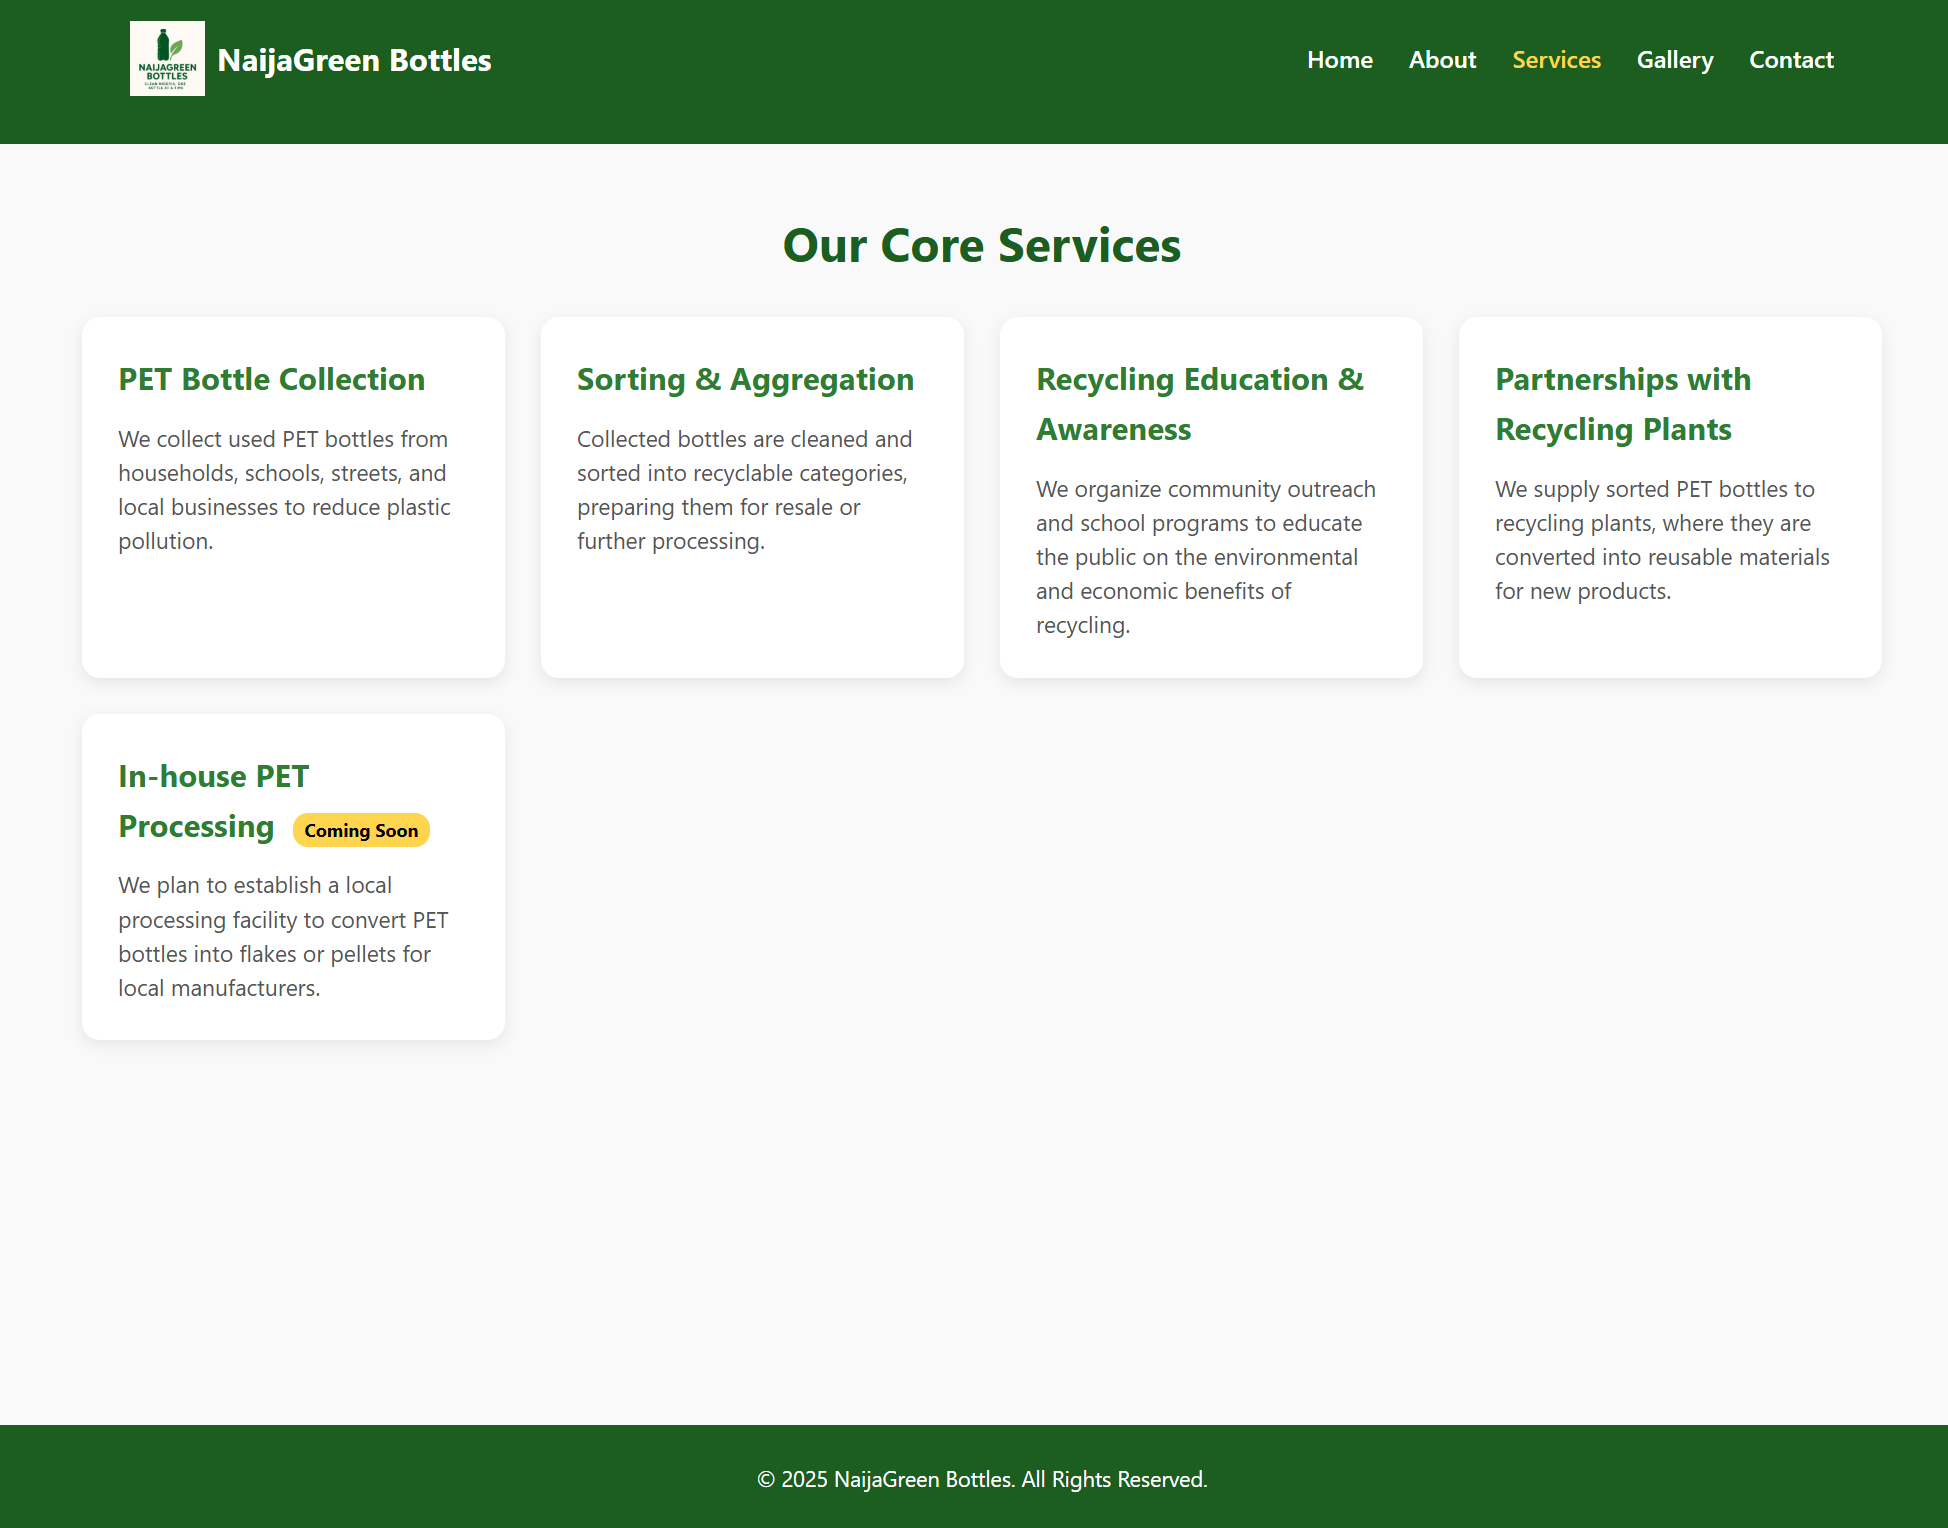 NAIJAGREEN
BOTTLES
CLEAN NIGERIA, ONE
BOTTLE AT A TIME
NaijaGreen Bottles
Home
About
Services
Gallery
Contact
Our Core Services
PET Bottle Collection
We collect used PET bottles from
households, schools, streets, and
local businesses to reduce plastic
pollution.
Sorting & Aggregation
Collected bottles are cleaned and
sorted into recyclable categories,
preparing them for resale or
further processing.
Recycling Education &
Awareness
We organize community outreach
and school programs to educate
the public on the environmental
and economic benefits of
recycling.
Partnerships with
Recycling Plants
We supply sorted PET bottles to
recycling plants, where they are
converted into reusable materials
for new products.
In-house PET
Processing Coming Soon
We plan to establish a local
processing facility to convert PET
bottles into flakes or pellets for
local manufacturers.
© 2025 NaijaGreen Bottles. All Rights Reserved.